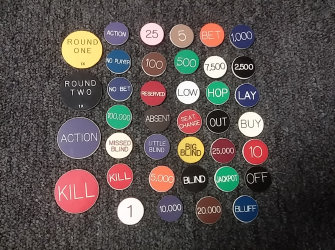 ROUND
ONE
1X
ACTION
25
5
BET
1,000
NO PLAYER
100
500
7,500
2,500
ROUND
TWO
1X
NO BET
RESERVED
LOW
HOP
LAY
100,000
ABSENT
SEAT
CHANGE
OUT
BUY
ACTION
MISSED
BLIND
LITTLE
BLIND
BIG
BLIND
25,000
10
KILL
KILL
5,000
BLIND
JACKPOT
OFF
1
10,000
20,000
BLUFF